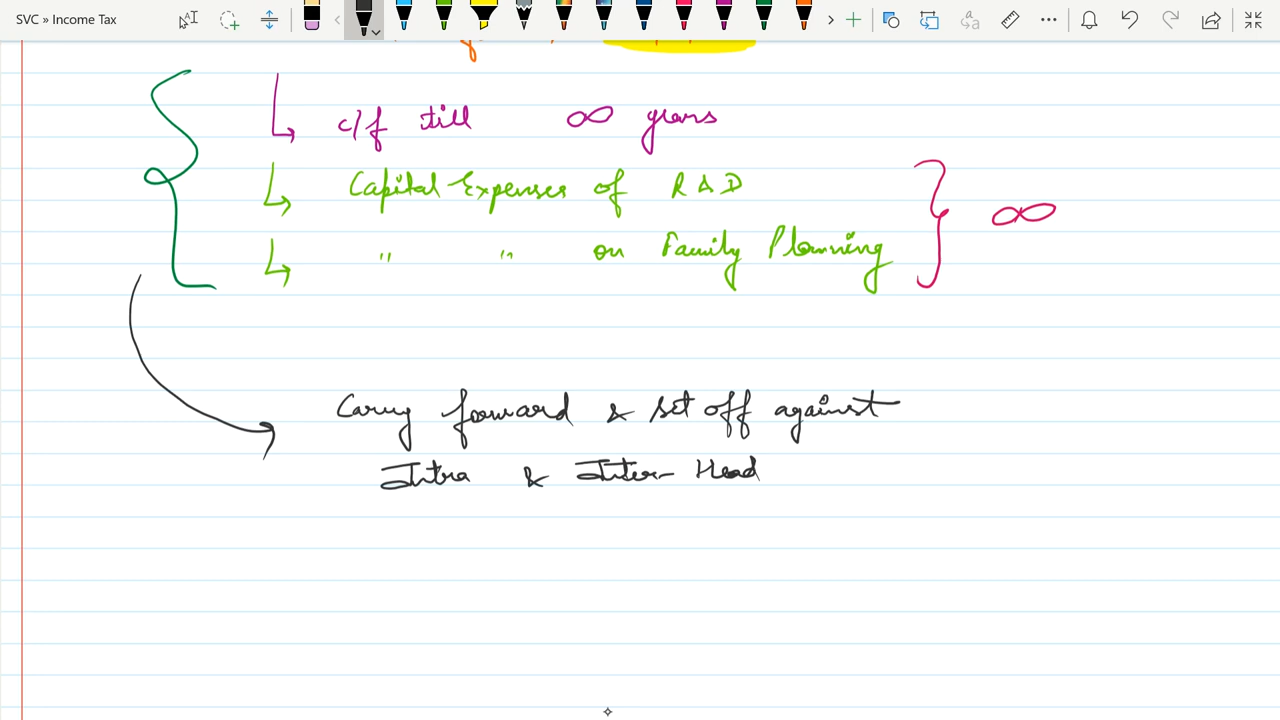 SVC » Income Tax
c/f till ∞ years
Capital Expenses of R&D
" " on Family Planning
∞
Carry forward & set off against
Intra & Inter-Head